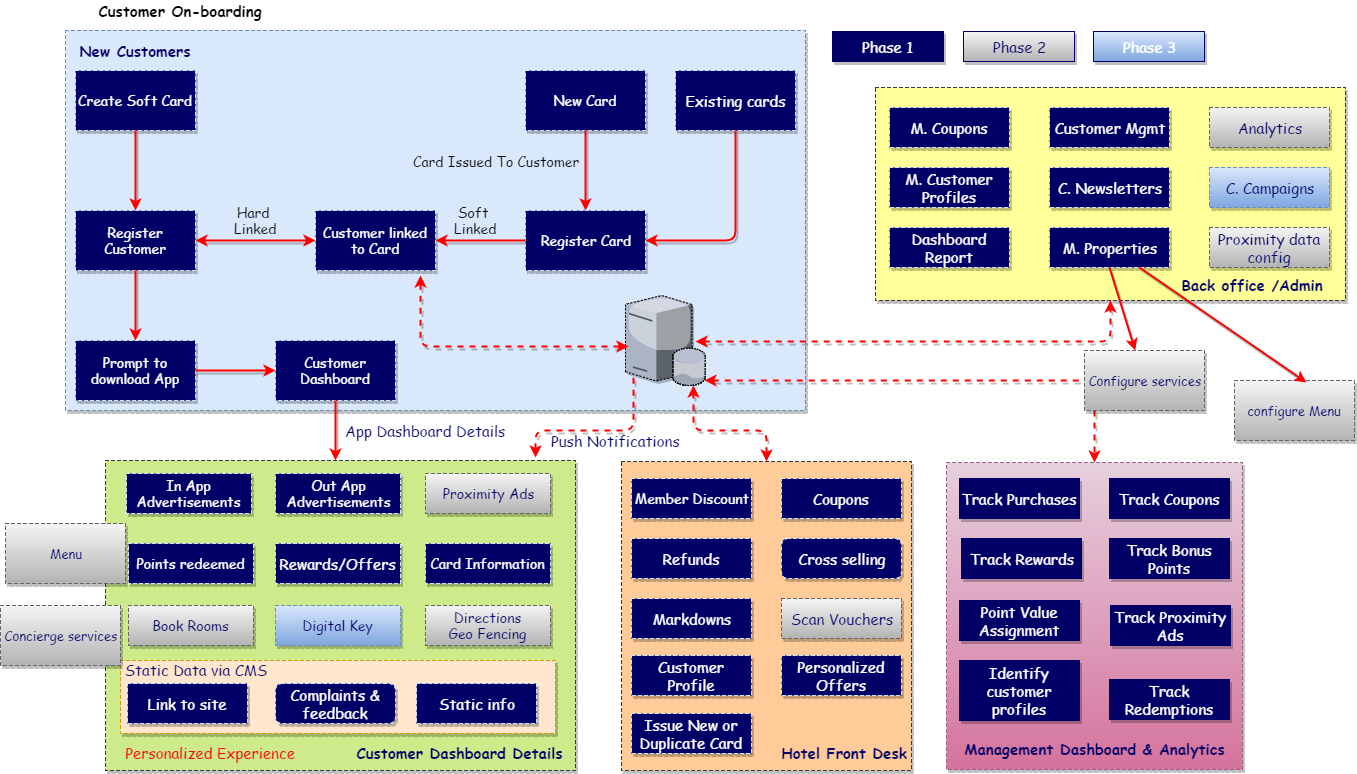 Customer On-boarding
New Customers
Create Soft Card
New Card
Existing cards
Card Issued To Customer
Register
Customer
Hard
Linked
Customer linked
to Card
Soft
Linked
Register Card
Prompt to
download App
Customer
Dashboard
App Dashboard Details
Push Notifications
Phase 1
Phase 2
Phase 3
M. Coupons
Customer Mgmt
Analytics
M. Customer
Profiles
C. Newsletters
C. Campaigns
Dashboard
Report
M. Properties
Proximity data
config
Back office /Admin
Configure services
configure Menu
In App
Advertisements
Out App
Advertisements
Proximity Ads
Menu
Points redeemed
Rewards/Offers
Card Information
Concierge services
Book Rooms
Digital Key
Directions
Geo Fencing
Static Data via CMS
Link to site
Complaints &
feedback
Static info
Personalized Experience
Customer Dashboard Details
Member Discount
Coupons
Refunds
Cross selling
Markdowns
Scan Vouchers
Customer
Profile
Personalized
Offers
Issue New or
Duplicate Card
Hotel Front Desk
Track Purchases
Track Coupons
Track Rewards
Track Bonus
Points
Point Value
Assignment
Track Proximity
Ads
Identify
customer
profiles
Track
Redemptions
Management Dashboard & Analytics